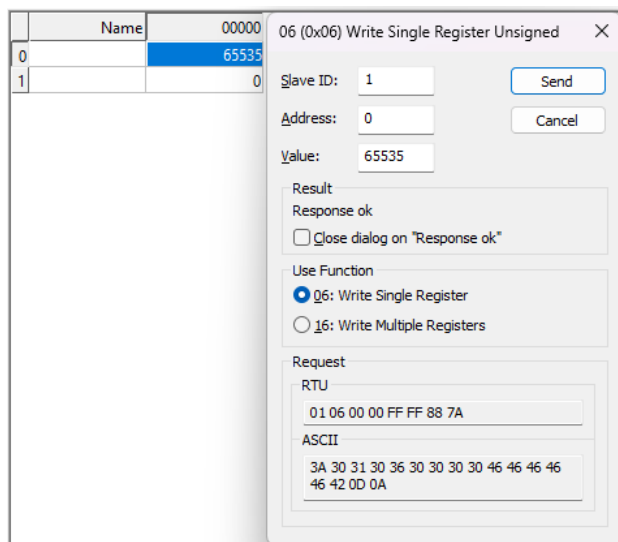 Name 00000
0 65535
1 0
06 (0x06) Write Single Register Unsigned
Slave ID: 1 Send
Address: 0 Cancel
Value: 65535
Result
Response ok
Close dialog on "Response ok"
Use Function
06: Write Single Register
16: Write Multiple Registers
Request
RTU
01 06 00 00 FF FF 88 7A
ASCII
3A 30 31 30 36 30 30 30 30 46 46 46 46
46 42 0D 0A